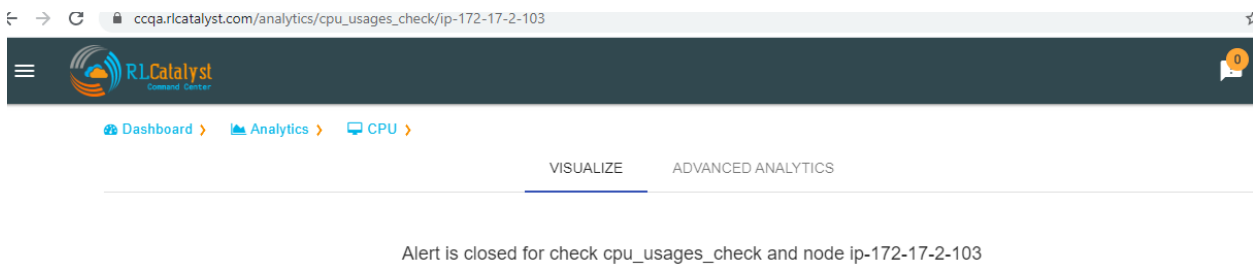 ccqa.rlcatalyst.com/analytics/cpu_usages_check/ip-172-17-2-103
RLCatalyst
Command Center
0
Dashboard > Analytics > CPU >
VISUALIZE ADVANCED ANALYTICS
Alert is closed for check cpu_usages_check and node ip-172-17-2-103